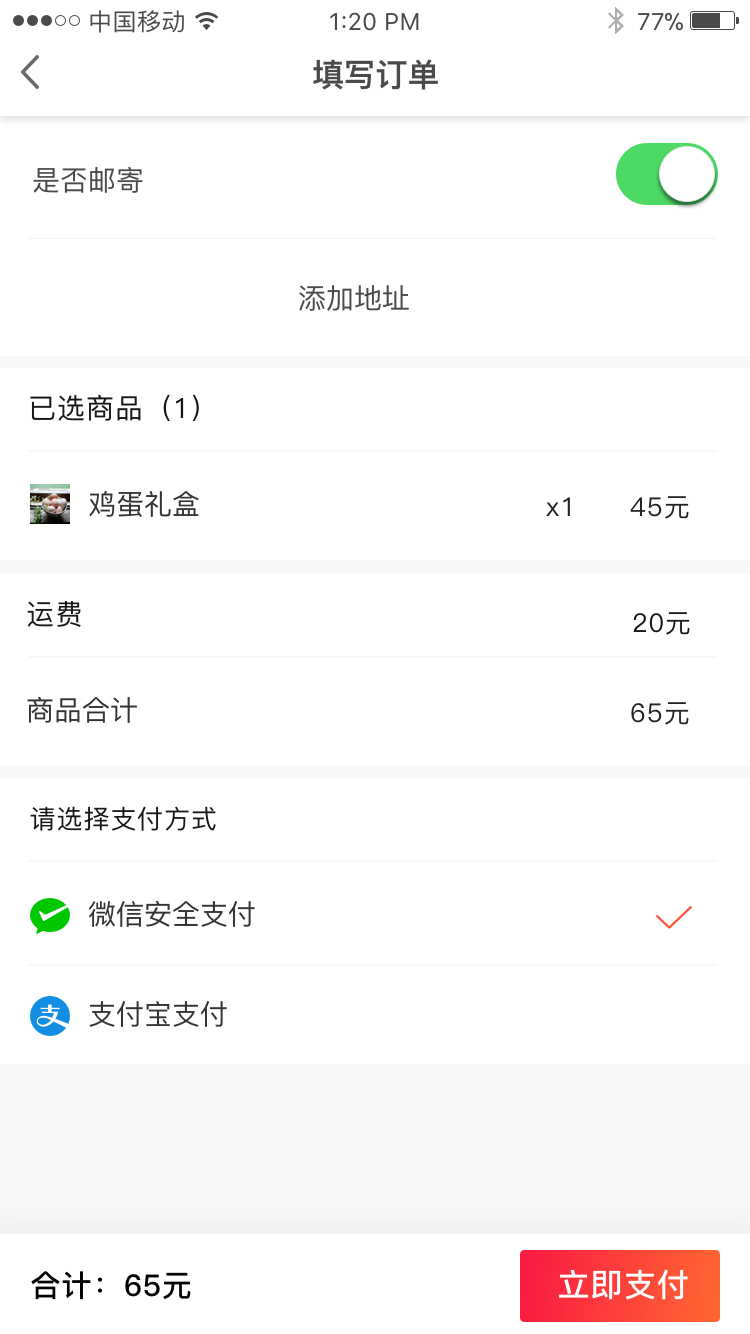 中国移动 1:20 PM 77%
填写订单
是否邮寄
添加地址
已选商品（1）
鸡蛋礼盒 x1 45元
运费 20元
商品合计 65元
请选择支付方式
微信安全支付
支 支付宝支付
合计：65元 立即支付